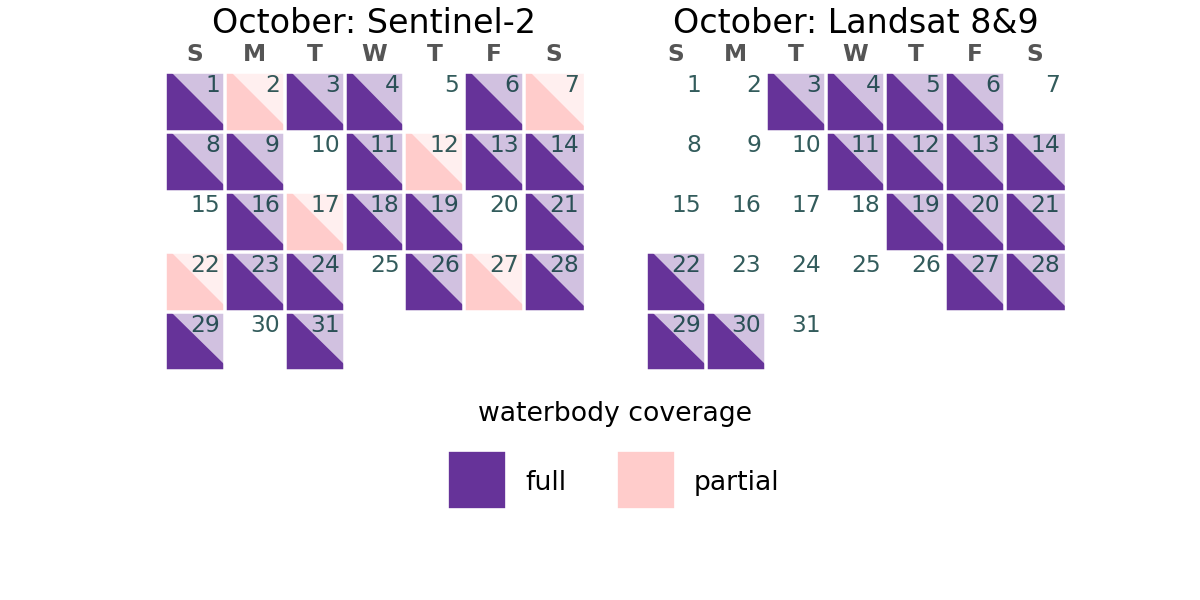 October: Sentinel-2
S M T W T F S
1 2 3 4 5 6 7
8 9 10 11 12 13 14
15 16 17 18 19 20 21
22 23 24 25 26 27 28
29 30 31
October: Landsat 8&9
S M T W T F S
1 2 3 4 5 6 7
8 9 10 11 12 13 14
15 16 17 18 19 20 21
22 23 24 25 26 27 28
29 30 31
waterbody coverage
full
partial